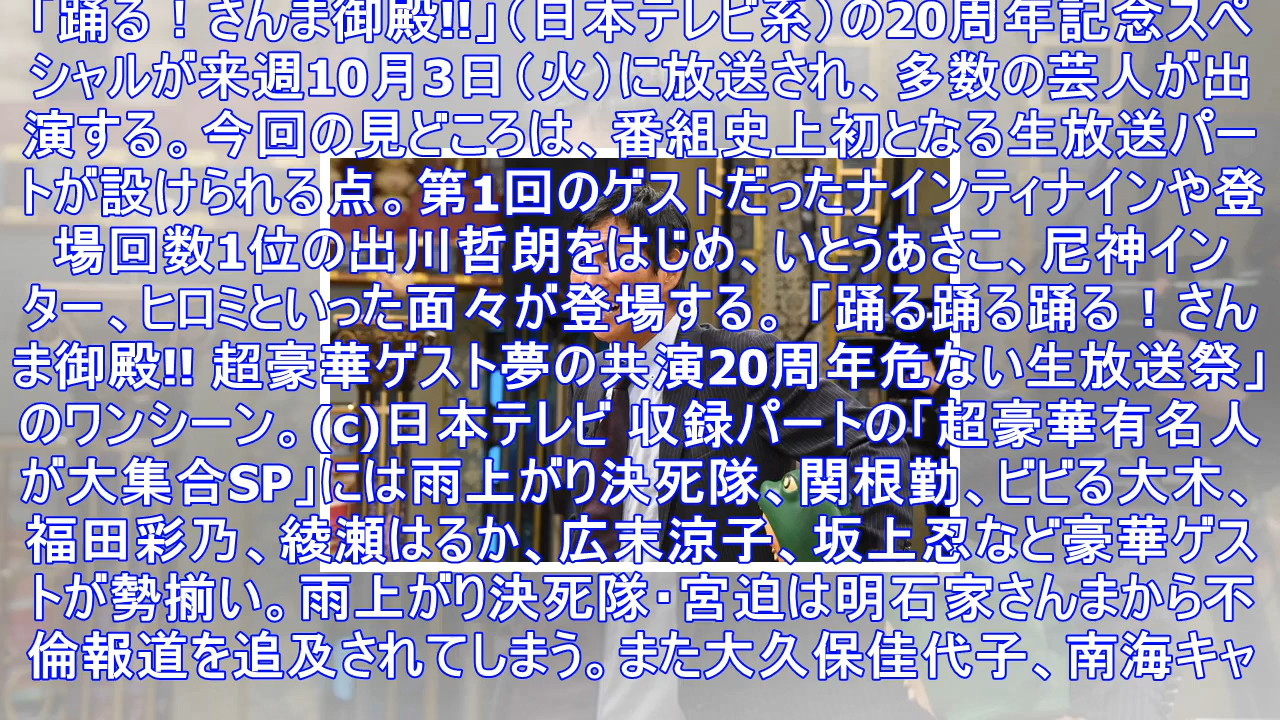 「踊る！さんま御殿!!」（日本テレビ系）の20周年記念スペ
シャルが来週10月3日（火）に放送され、多数の芸人が出
演する。今回の見どころは、番組史上初となる生放送パー
トが設けられる点。第1回のゲストだったナインティナインや登
場回数1位の出川哲朗をはじめ、いとうあさこ、尼神イン
ター、ヒロミといった面々が登場する。「踊る踊る踊る！さん
ま御殿!! 超豪華ゲスト夢の共演20周年危ない生放送祭」
のワンシーン。(c)日本テレビ 収録パートの「超豪華有名人
が大集合SP」には雨上がり決死隊、関根勤、ビビる大木、
福田彩乃、綾瀬はるか、広末涼子、坂上忍など豪華ゲス
トが勢揃い。雨上がり決死隊・宮迫は明石家さんまから不
倫報道を追及されてしまう。また大久保佳代子、南海キャ